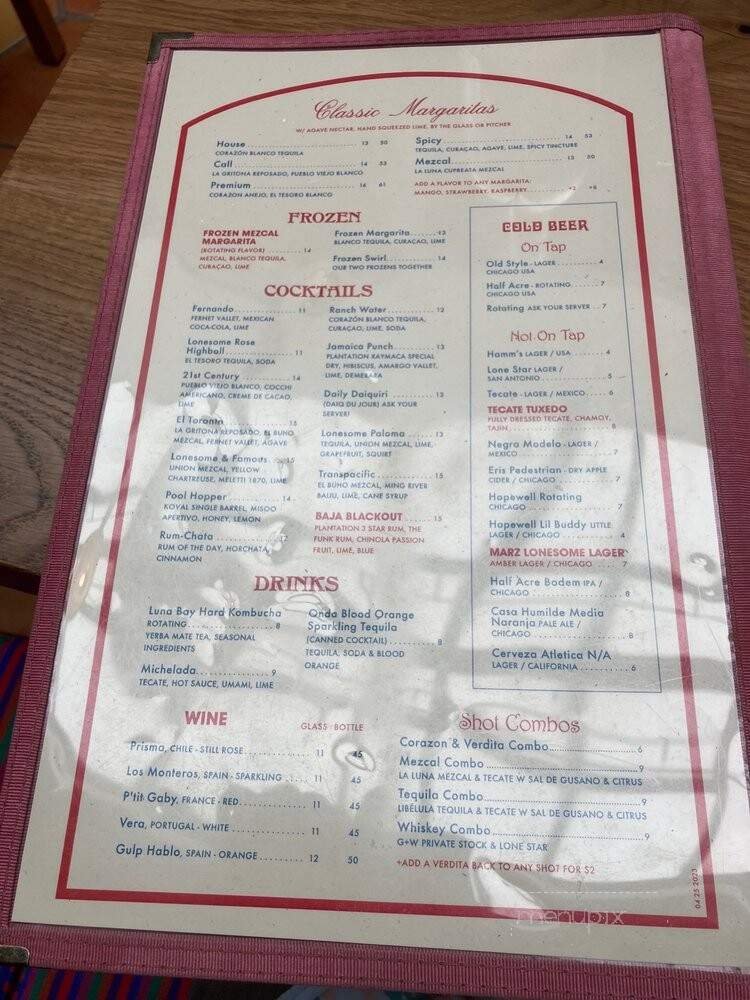 Classic Margaritas
W/ AGAVE NECTAR, HAND SQUEEZED LIME, BY THE GLASS OR PITCHER
House 13 50
CORAZÓN BLANCO TEQUILA
Call 14 53
LA GRITONA REPOSADO, PUEBLO VIEJO BLANCO
Premium 16 61
CORAZON ANEJO, EL TESORO BLANCO
Spicy 14 53
TEQUILA, CURAÇAO, AGAVE, LIME, SPICY TINCTURE
Mezcal 13 50
LA LUNA CUPREATA MEZCAL
ADD A FLAVOR TO ANY MARGARITA:
MANGO, STRAWBERRY, RASPBERRY +2 +8
FROZEN
FROZEN MEZCAL
MARGARITA
(ROTATING FLAVOR) 14
MEZCAL, BLANCO TEQUILA,
CURAÇAO, LIME
Frozen Margarita 13
BLANCO TEQUILA, CURAÇAO, LIME
Frozen Swirl 14
OUR TWO FROZENS TOGETHER
COCKTAILS
Fernando 11
FERNET VALLET, MEXICAN
COCA-COLA, LIME
Lonesome Rose
Highball 11
EL TESORO TEQUILA, SODA
21st Century 14
PUEBLO VIEJO BLANCO, COCCHI
AMERICANO, CREME DE CACAO,
LIME
El Toronto 15
LA GRITONA REPOSADO, EL BUHO
MEZCAL, FERNET VALLET, AGAVE
Lonesome & Famous 15
UNION MEZCAL, YELLOW
CHARTREUSE, MELETTI 1870, LIME
Pool Hopper 14
KOVAL SINGLE BARREL, MISOO
APERTIVO, HONEY, LEMON
Rum-Chata 12
RUM OF THE DAY, HORCHATA,
CINNAMON
Ranch Water 12
CORAZÓN BLANCO TEQUILA,
CURAÇAO, LIME, SODA
Jamaica Punch 13
PLANTATION XAYMACA SPECIAL
DRY, HIBISCUS, AMARGO VALLET,
LIME, DEMERARA
Daily Daiquiri 13
(DAIQ DU JOUR) ASK YOUR
SERVER!
Lonesome Paloma 13
TEQUILA, UNION MEZCAL, LIME,
GRAPEFRUIT, SQUIRT
Transpacific 15
EL BUHO MEZCAL, MING RIVER
BAIJIU, LIME, CANE SYRUP
BAJA BLACKOUT 15
PLANTATION 3 STAR RUM, THE
FUNK RUM, CHINOLA PASSION
FRUIT, LIME, BLUE
COLD BEER
On Tap
Old Style - LAGER 4
CHICAGO USA
Half Acre - ROTATING 7
CHICAGO USA
Rotating ASK YOUR SERVER 7
Not On Tap
Hamm's LAGER / USA 4
Lone Star LAGER /
SAN ANTONIO 5
Tecate - LAGER / MEXICO 6
TECATE TUXEDO
FULLY DRESSED TECATE, CHAMOY,
TAJIN 8
Negra Modelo - LAGER /
MEXICO 7
Eris Pedestrian - DRY APPLE
CIDER / CHICAGO 7
Hopewell Rotating
CHICAGO 7
Hopewell Lil Buddy LITTLE
LAGER / CHICAGO 4
MARZ LONESOME LAGER
AMBER LAGER / CHICAGO 7
Half Acre Bodem IPA /
CHICAGO 8
Casa Humilde Media
Naranja PALE ALE /
CHICAGO 8
Cerveza Atletica N/A
LAGER / CALIFORNIA 6
DRINKS
Luna Bay Hard Kombucha
ROTATING 8
YERBA MATE TEA, SEASONAL
INGREDIENTS
Michelada 9
TECATE, HOT SAUCE, UMAMI, LIME
Onda Blood Orange
Sparkling Tequila
(CANNED COCKTAIL) 8
TEQUILA, SODA & BLOOD
ORANGE
WINE
GLASS · BOTTLE
Prisma, CHILE - STILL ROSE 11 45
Los Monteros, SPAIN - SPARKLING 11 45
P'tit Gaby, FRANCE - RED 11 45
Vera, PORTUGAL - WHITE 11 45
Gulp Hablo, SPAIN - ORANGE 12 50
Shot Combos
Corazon & Verdita Combo 6
Mezcal Combo 9
LA LUNA MEZCAL & TECATE W SAL DE GUSANO & CITRUS
Tequila Combo 9
LIBÉLULA TEQUILA & TECATE W SAL DE GUSANO & CITRUS
Whiskey Combo 9
G+W PRIVATE STOCK & LONE STAR
+ADD A VERDITA BACK TO ANY SHOT FOR $2
04 25 2023
menupix